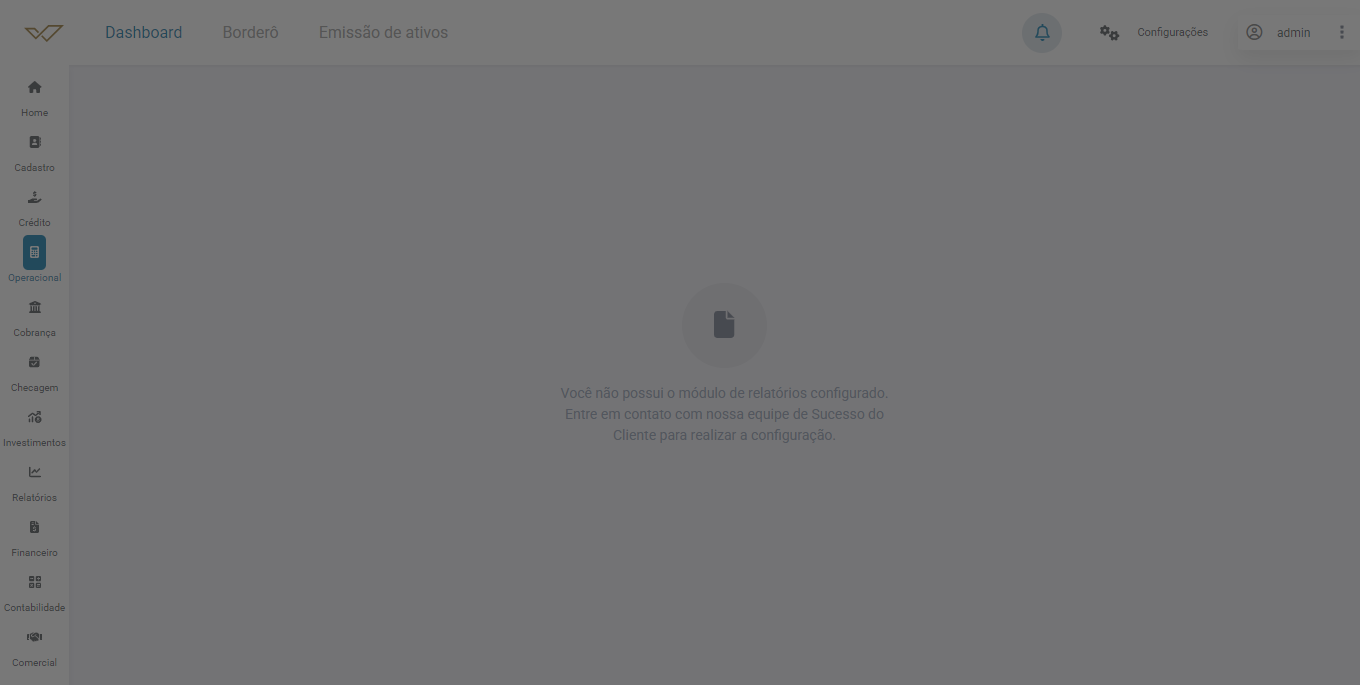 Dashboard
Borderô
Emissão de ativos
Configurações
admin
Home
Cadastro
Crédito
Operacional
Cobrança
Checagem
Investimentos
Relatórios
Financeiro
Contabilidade
Comercial
Você não possui o módulo de relatórios configurado.
Entre em contato com nossa equipe de Sucesso do
Cliente para realizar a configuração.